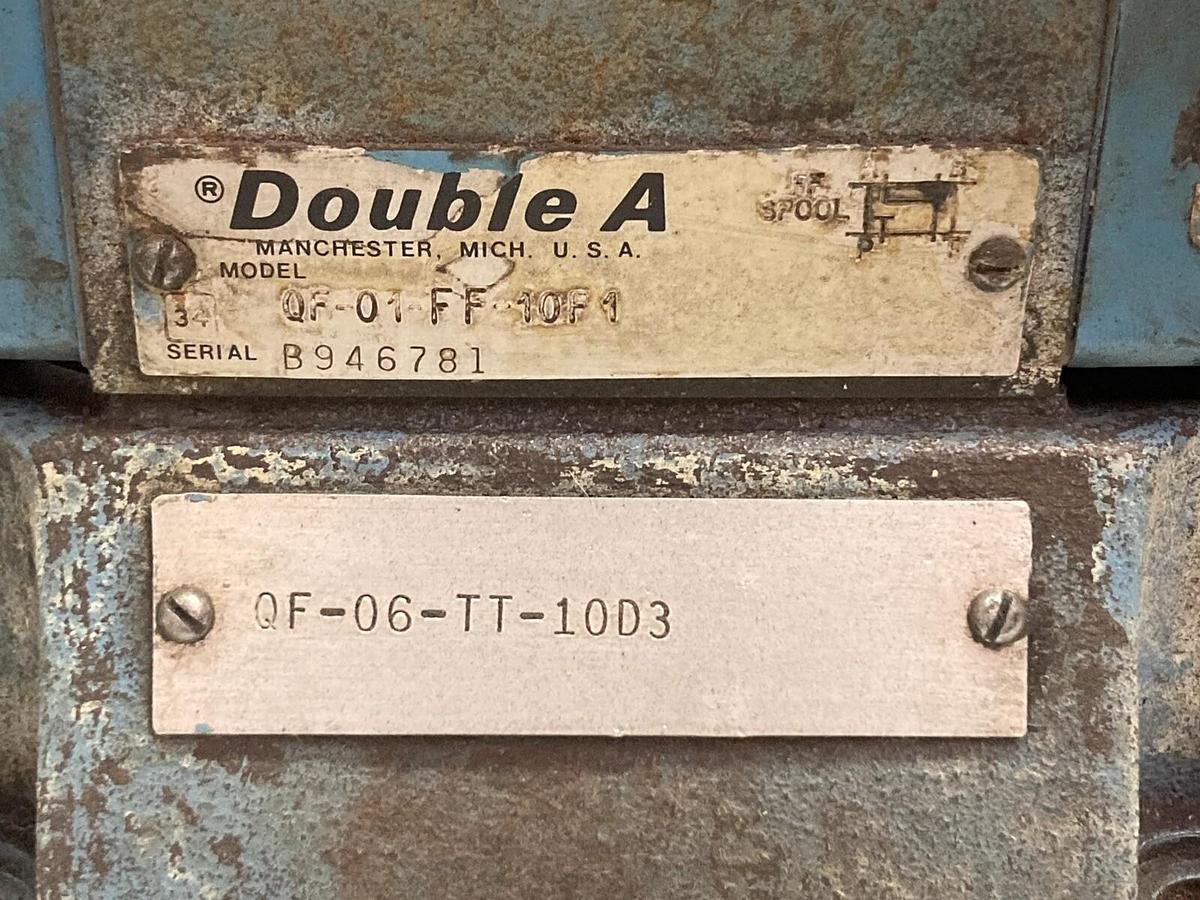 ® Double A
MANCHESTER, MICH. U.S.A.
FF
SPOOL
MODEL
34 QF-01-FF-10F1
SERIAL B946781
QF-06-TT-10D3